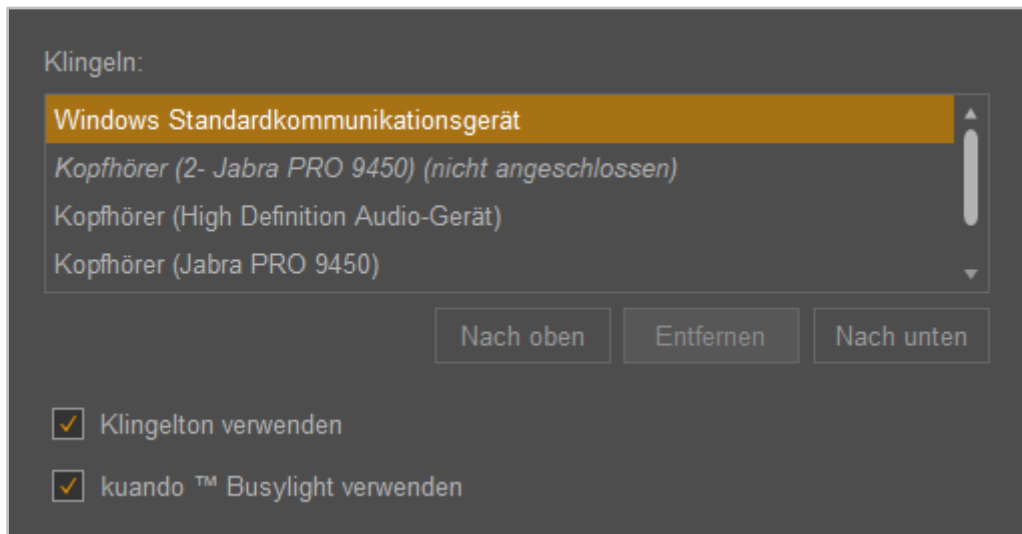 Klingeln:
Windows Standardkommunikationsgerät
Kopfhörer (2- Jabra PRO 9450) (nicht angeschlossen)
Kopfhörer (High Definition Audio-Gerät)
Kopfhörer (Jabra PRO 9450)
Nach oben Entfernen Nach unten
Klingelton verwenden
kuando ™ Busylight verwenden